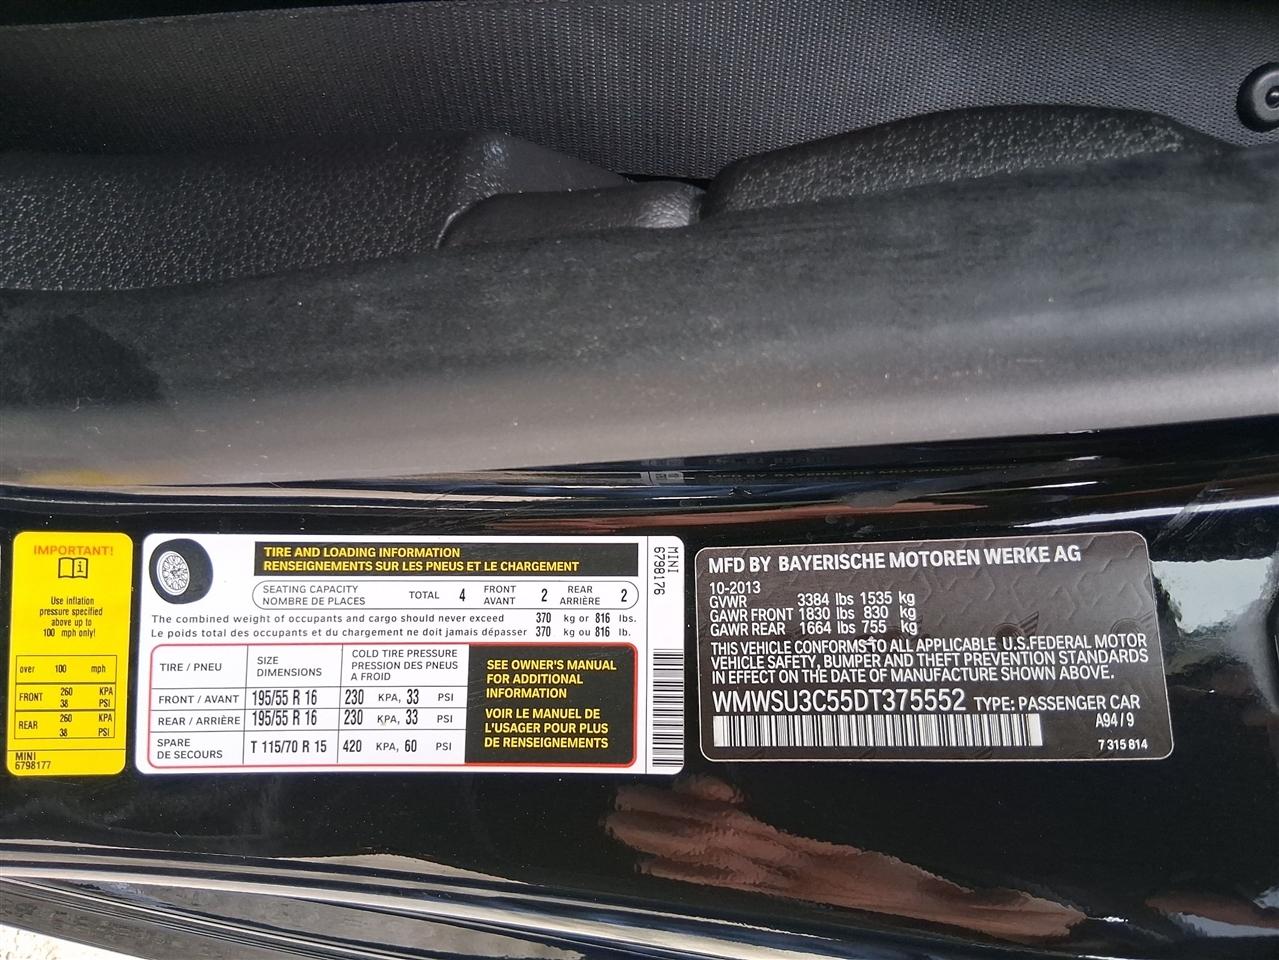 IMPORTANT!
Use inflation
pressure specified
above up to
100 mph only!
over 100 mph
FRONT 260 KPA
38 PSI
REAR 260 KPA
38 PSI
MINI
6798177
TIRE AND LOADING INFORMATION
RENSEIGNEMENTS SUR LES PNEUS ET LE CHARGEMENT
SEATING CAPACITY
NOMBRE DE PLACES
TOTAL 4
FRONT
AVANT
2
REAR
ARRIÈRE
2
The combined weight of occupants and cargo should never exceed 370 kg or 816 lbs.
Le poids total des occupants et du chargement ne doit jamais dépasser 370 kg ou 816 lb.
TIRE / PNEU
SIZE
DIMENSIONS
COLD TIRE PRESSURE
PRESSION DES PNEUS
A FROID
FRONT / AVANT 195/55 R 16 230 KPA, 33 PSI
REAR / ARRIÈRE 195/55 R 16 230 KPA, 33 PSI
SPARE
DE SECOURS
T 115/70 R 15 420 KPA, 60 PSI
SEE OWNER'S MANUAL
FOR ADDITIONAL
INFORMATION
VOIR LE MANUEL DE
L'USAGER POUR PLUS
DE RENSEIGNEMENTS
MINI
6798176
MFD BY BAYERISCHE MOTOREN WERKE AG
10-2013
GVWR 3384 lbs 1535 kg
GAWR FRONT 1830 lbs 830 kg
GAWR REAR 1664 lbs 755 kg
THIS VEHICLE CONFORMS TO ALL APPLICABLE U.S.FEDERAL MOTOR
VEHICLE SAFETY, BUMPER AND THEFT PREVENTION STANDARDS
IN EFFECT ON THE DATE OF MANUFACTURE SHOWN ABOVE.
WMWSU3C55DT375552 TYPE: PASSENGER CAR
A94 / 9
7 315 814